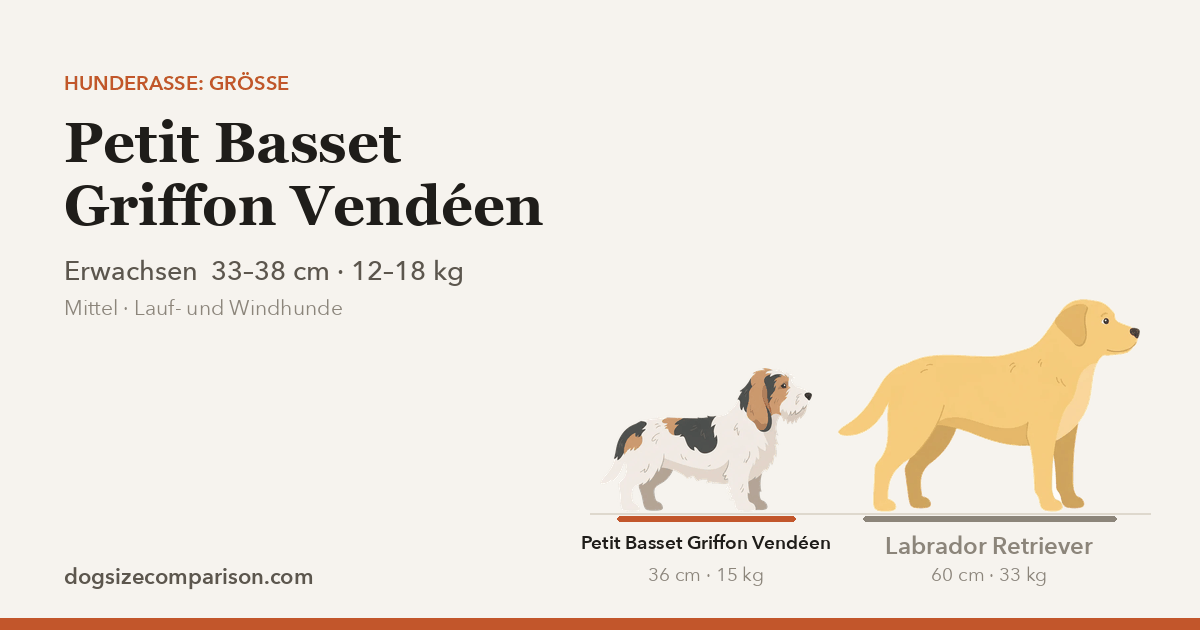 HUNDERASSE: GRÖSSE
Petit Basset
Griffon Vendéen
Erwachsen 33–38 cm · 12–18 kg
Mittel · Lauf- und Windhunde
Petit Basset Griffon Vendéen
36 cm · 15 kg
Labrador Retriever
60 cm · 33 kg
dogsizecomparison.com